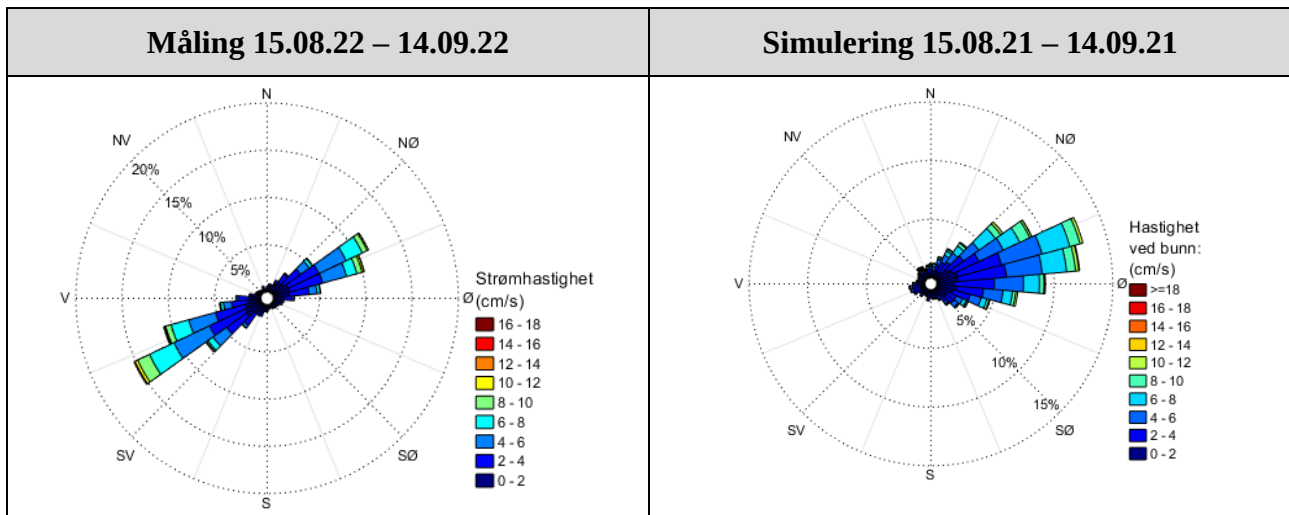 Måling 15.08.22 – 14.09.22
Simulering 15.08.21 – 14.09.21
N
NV
NØ
20%
15%
10%
5%
V
Ø
SV
SØ
S
Strømhastighet
(cm/s)
16 - 18
14 - 16
12 - 14
10 - 12
8 - 10
6 - 8
4 - 6
2 - 4
0 - 2
N
NV
NØ
V
Ø
5%
10%
15%
SV
SØ
S
Hastighet
ved bunn:
(cm/s)
>=18
16 - 18
14 - 16
12 - 14
10 - 12
8 - 10
6 - 8
4 - 6
2 - 4
0 - 2